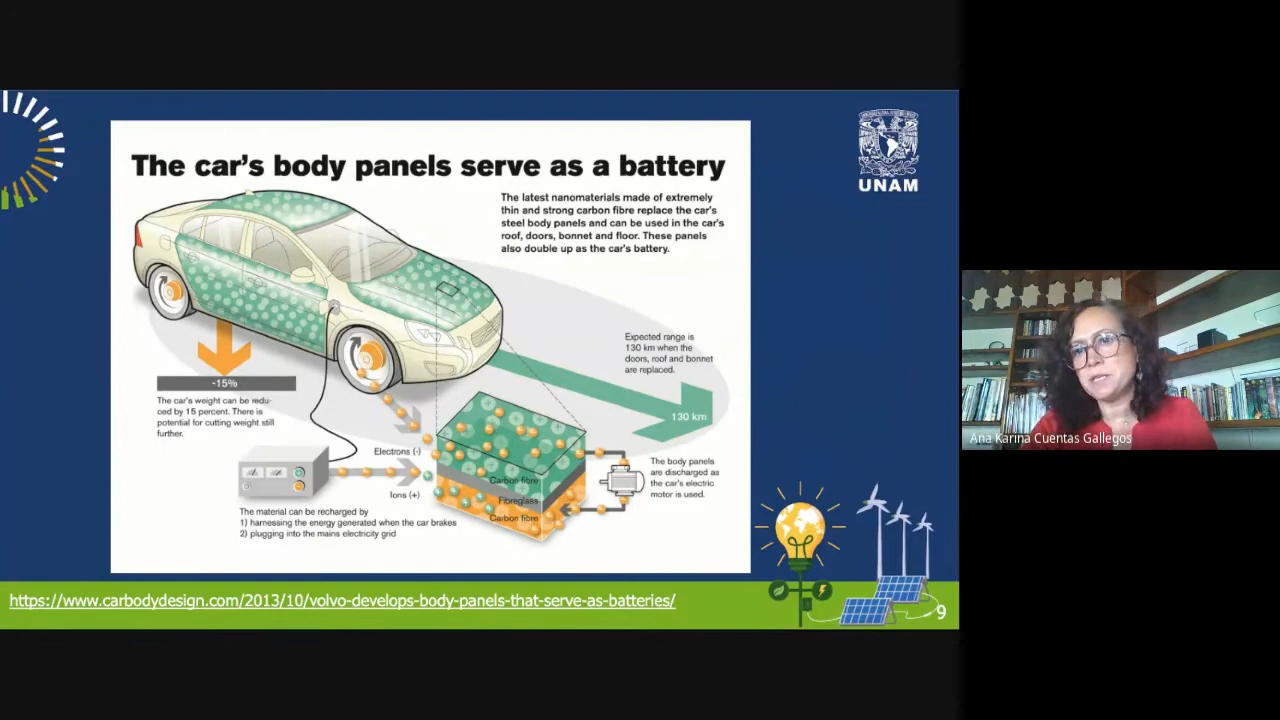 The car's body panels serve as a battery
The latest nanomaterials made of extremely
thin and strong carbon fibre replace the car's
steel body panels and can be used in the car's
roof, doors, bonnet and floor. These panels
also double up as the car's battery.
UNAM
Expected range is
130 km when the
doors, roof and bonnet
are replaced.
130 km
-15%
The car's weight can be redu-
ced by 15 percent. There is
potential for cutting weight still
further.
Electrons (-)
Ions (+)
Carbon fibre
Fibreglass
Carbon fibre
The body panels
are discharged as
the car's electric
motor is used.
The material can be recharged by
1) harnessing the energy generated when the car brakes
2) plugging into the mains electricity grid
https://www.carbodydesign.com/2013/10/volvo-develops-body-panels-that-serve-as-batteries/
9
Ana Karina Cuentas Gallegos